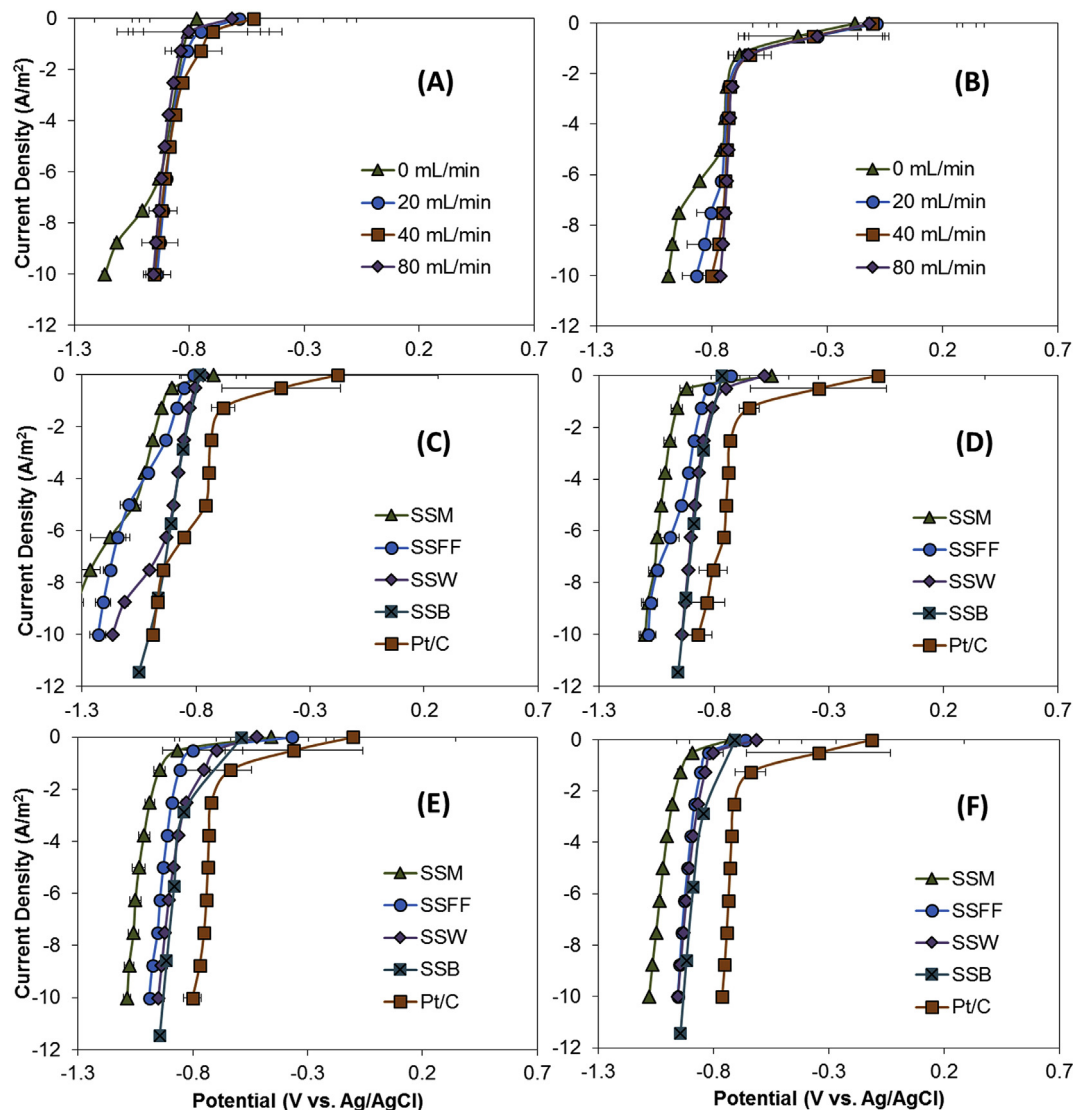 0
-2
-4
-6
-8
-10
-12
-1.3 -0.8 -0.3 0.2 0.7
Current Density (A/m²)
(A)
0 mL/min
20 mL/min
40 mL/min
80 mL/min
0
-2
-4
-6
-8
-10
-12
-1.3 -0.8 -0.3 0.2 0.7
(B)
0 mL/min
20 mL/min
40 mL/min
80 mL/min
0
-2
-4
-6
-8
-10
-12
-1.3 -0.8 -0.3 0.2 0.7
Current Density (A/m²)
(C)
SSM
SSFF
SSW
SSB
Pt/C
0
-2
-4
-6
-8
-10
-12
-1.3 -0.8 -0.3 0.2 0.7
(D)
SSM
SSFF
SSW
SSB
Pt/C
0
-2
-4
-6
-8
-10
-12
-1.3 -0.8 -0.3 0.2 0.7
Current Density (A/m²)
Potential (V vs. Ag/AgCl)
(E)
SSM
SSFF
SSW
SSB
Pt/C
0
-2
-4
-6
-8
-10
-12
-1.3 -0.8 -0.3 0.2 0.7
Potential (V vs. Ag/AgCl)
(F)
SSM
SSFF
SSW
SSB
Pt/C